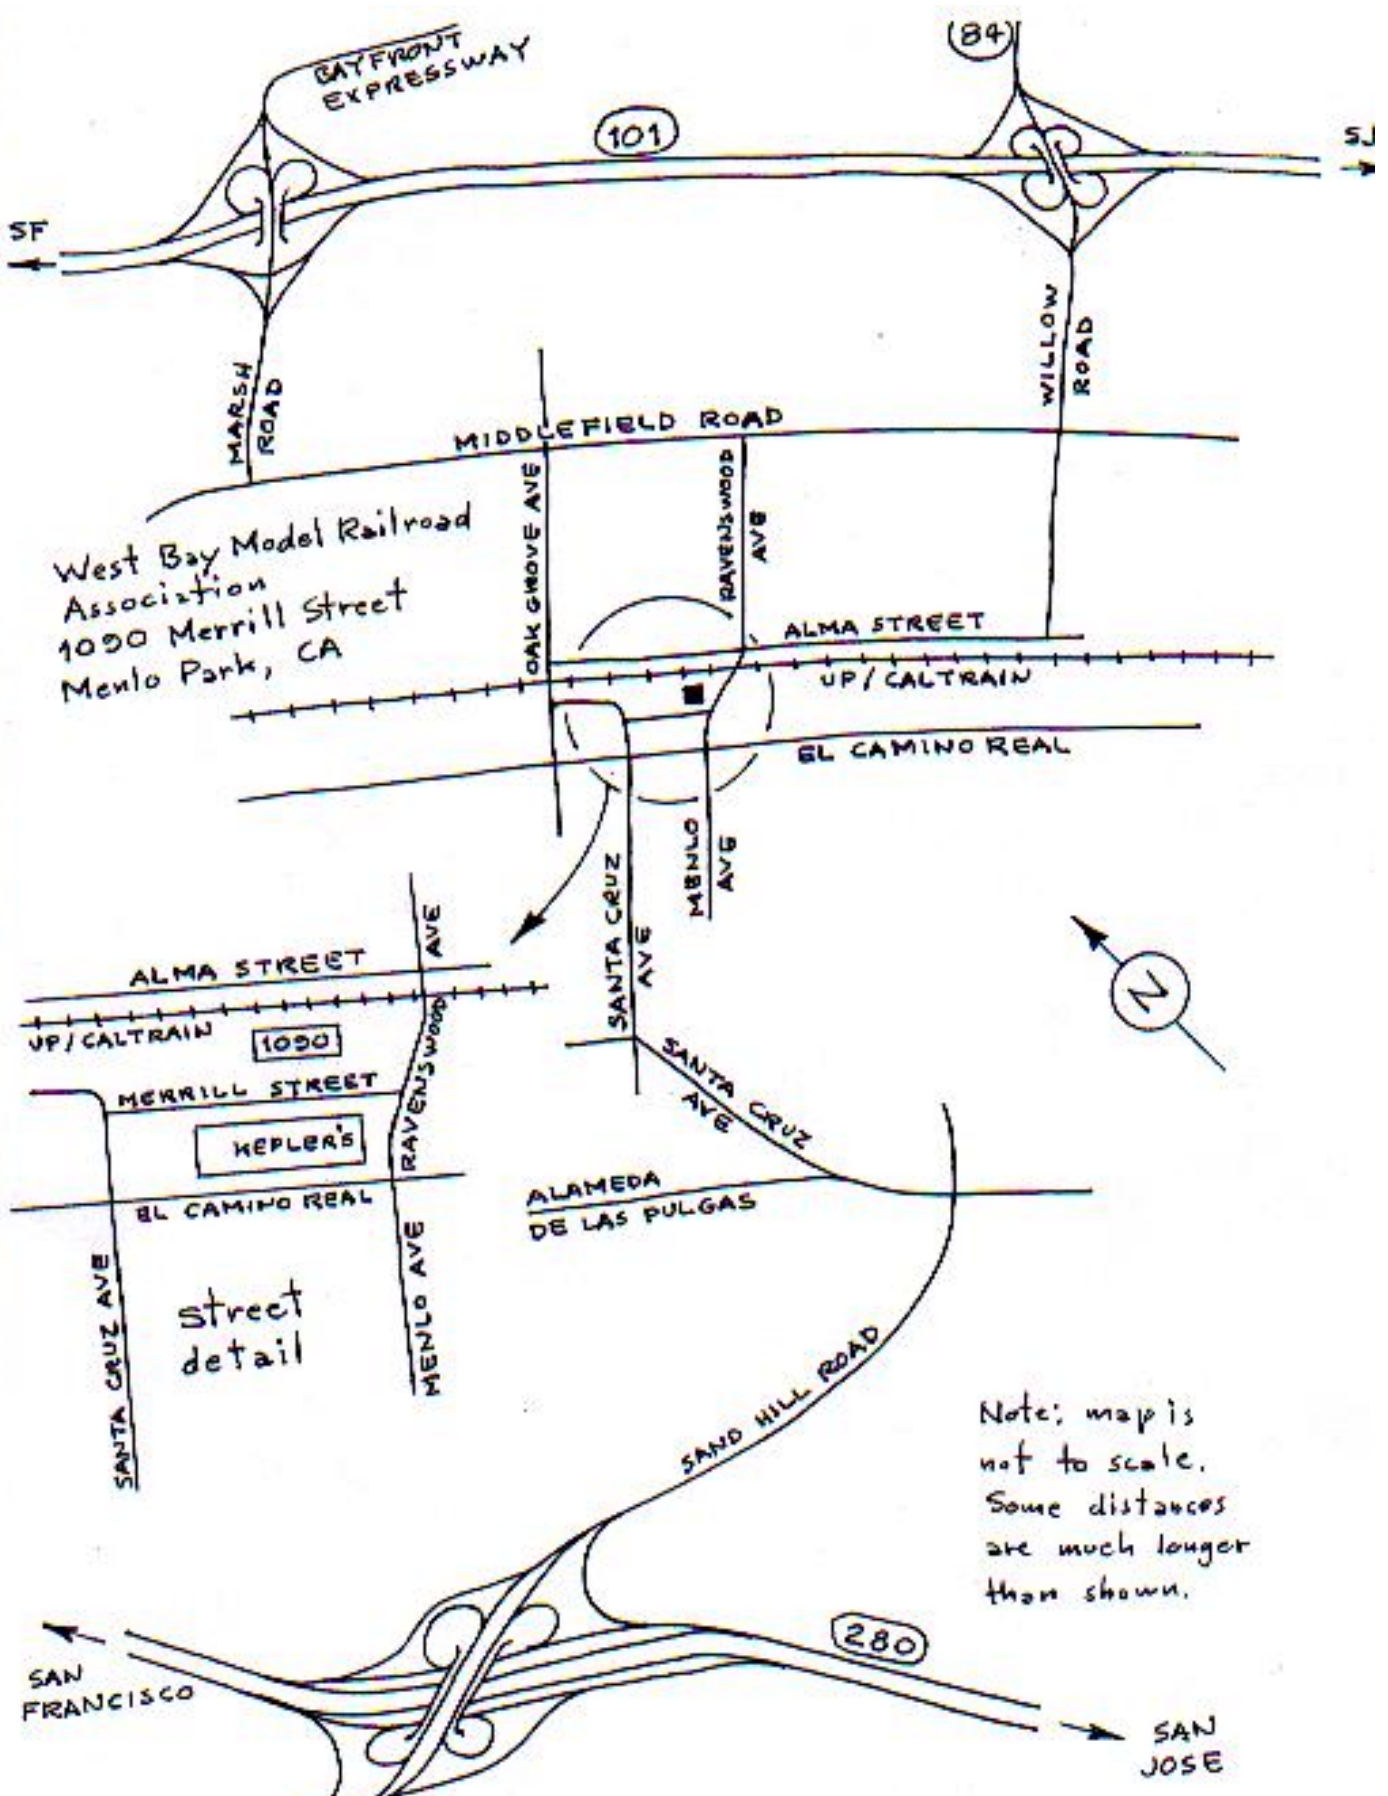 BAYFRONT
EXPRESSWAY
(84)
101
SJ
SF
MARSH
ROAD
WILLOW
ROAD
MIDDLEFIELD ROAD
OAK GROVE AVE
RAVENSWOOD
AVE
West Bay Model Railroad
Association
1090 Merrill Street
Menlo Park, CA
ALMA STREET
UP/CALTRAIN
EL CAMINO REAL
SANTA CRUZ
AVE
MENLO
AVE
N
ALMA STREET
AVE
UP/CALTRAIN
1090
RAVENSWOOD
MERRILL STREET
KEPLER'S
EL CAMINO REAL
SANTA CRUZ AVE
MENLO AVE
Street
detail
SANTA CRUZ
AVE
ALAMEDA
DE LAS PULGAS
SAND HILL ROAD
Note: map is
not to scale.
Some distances
are much longer
than shown.
280
SAN
FRANCISCO
SAN
JOSE